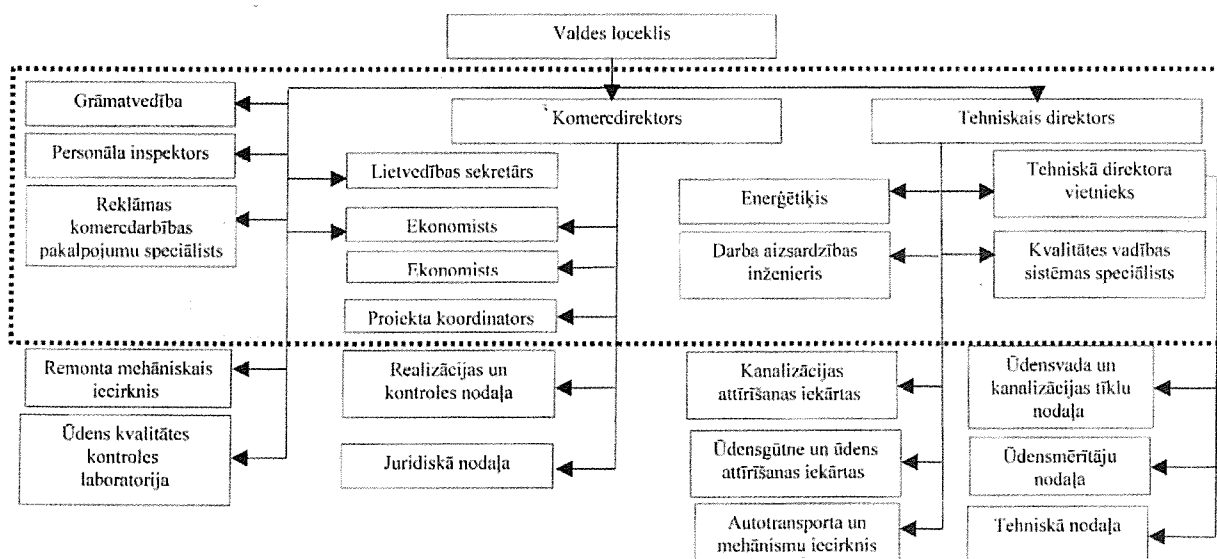 Valdes loceklis
Grāmatvedība
Komercdirektors
Tehniskais direktors
Personāla inspektors
Lietvedības sekretārs
Reklāmas
komercdarbības
pakalpojumu speciālists
Ekonomists
Ekonomists
Proiekta koordinators
Enerģētiķis
Tehniskā direktora
vietnieks
Darba aizsardzības
inženieris
Kvalitātes vadības
sistēmas speciālists
Remonta mehāniskais
iecirknis
Realizācijas un
kontroles nodaļa
Kanalizācijas
attīrīšanas iekārtas
Ūdensvada un
kanalizācijas tīklu
nodaļa
Ūdens kvalitātes
kontroles
laboratorija
Juridiskā nodaļa
Ūdensgūtne un ūdens
attīrīšanas iekārtas
Ūdensmērītāju
nodaļa
Autotransporta un
mehānismu iecirknis
Tehniskā nodaļa